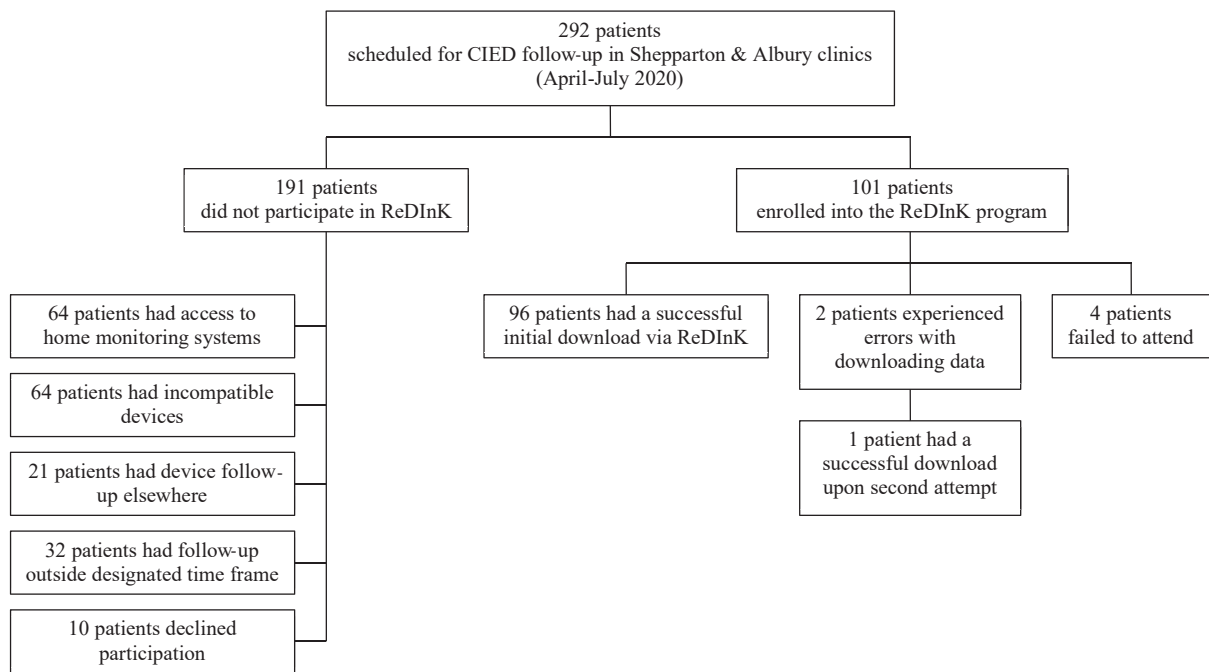 292 patients
scheduled for CIED follow-up in Shepparton & Albury clinics
(April-July 2020)
191 patients
did not participate in ReDInK
101 patients
enrolled into the ReDInK program
64 patients had access to
home monitoring systems
64 patients had incompatible
devices
21 patients had device follow-
up elsewhere
32 patients had follow-up
outside designated time frame
10 patients declined
participation
96 patients had a successful
initial download via ReDInK
2 patients experienced
errors with
downloading data
1 patient had a
successful download
upon second attempt
4 patients
failed to attend